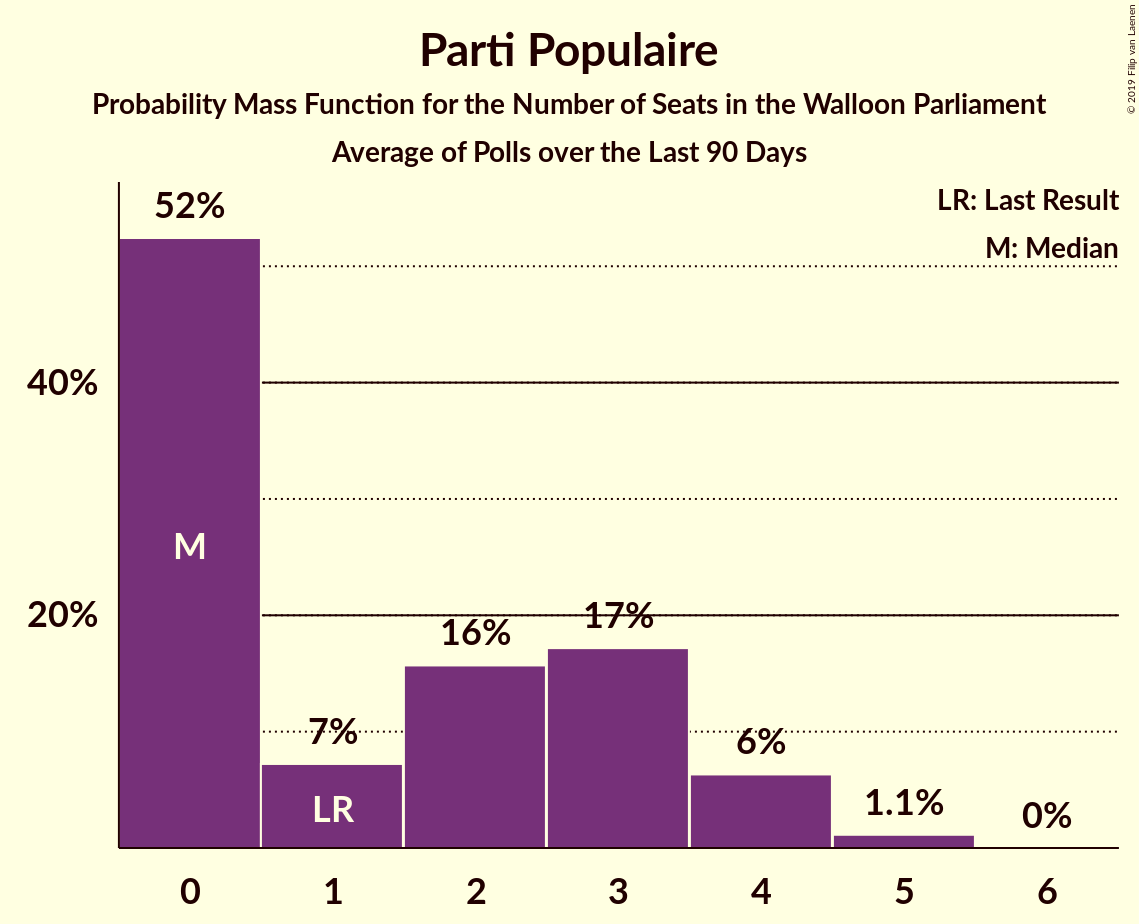 Parti Populaire
Probability Mass Function for the Number of Seats in the Walloon Parliament
Average of Polls over the Last 90 Days
© 2019 Filip van Laenen
LR: Last Result
M: Median
52%
40%
20%
17%
16%
7%
6%
1.1%
0%
M
LR
0 1 2 3 4 5 6